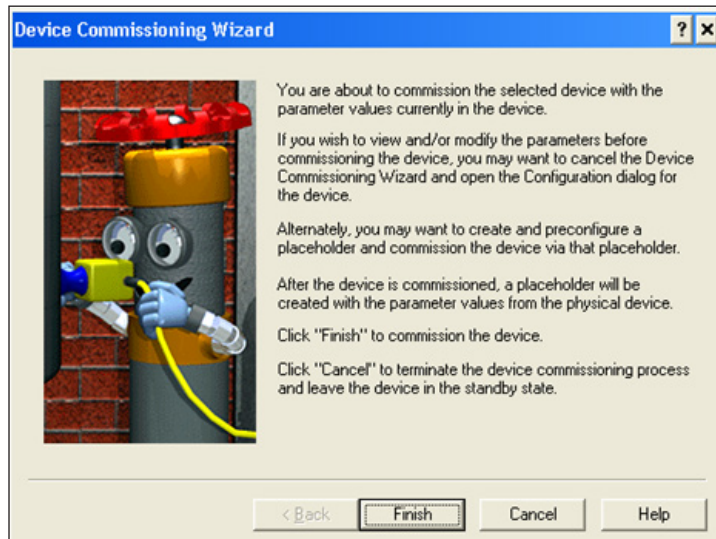 Device Commissioning Wizard
?
You are about to commission the selected device with the
parameter values currently in the device.
If you wish to view and/or modify the parameters before
commissioning the device, you may want to cancel the Device
Commissioning Wizard and open the Configuration dialog for
the device.
Alternately, you may want to create and preconfigure a
placeholder and commission the device via that placeholder.
After the device is commissioned, a placeholder will be
created with the parameter values from the physical device.
Click "Finish" to commission the device.
Click "Cancel" to terminate the device commissioning process
and leave the device in the standby state.
< Back
Finish
Cancel
Help